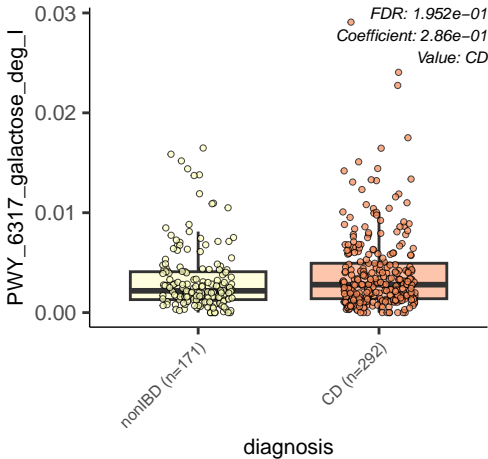 FDR: 1.952e−01
Coefficient: 2.86e−01
Value: CD
PWY_6317_galactose_deg_I
0.03
0.02
0.01
0.00
nonIBD (n=171)
CD (n=292)
diagnosis